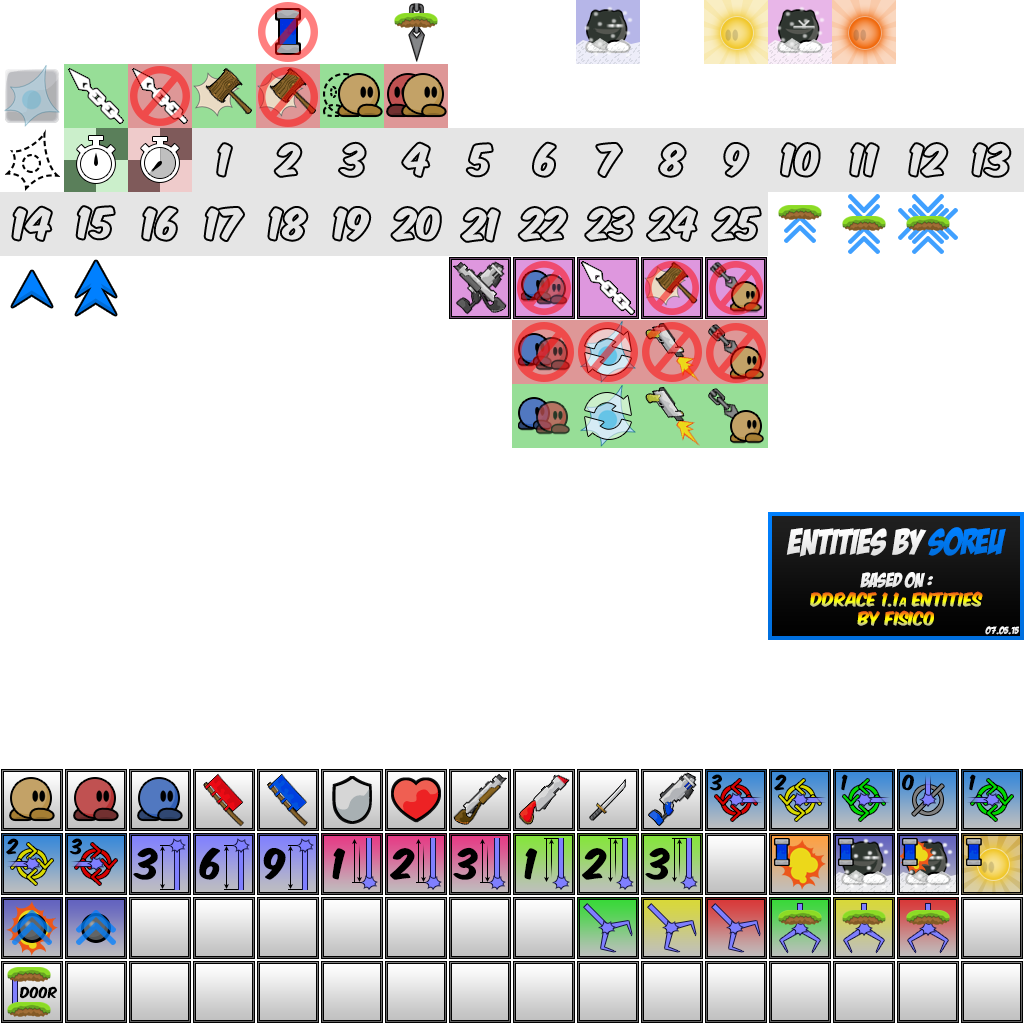 1 2 3 4 5 6 7 8 9 10 11 12 13
14 15 16 17 18 19 20 21 22 23 24 25
ENTITIES BY SOREU
BASED ON :
DDRACE 1.1A ENTITIES
BY FISICO
07.05.15
3 2 1 0 1
2 3 3 6 9 1 2 3 1 2 3
DOOR